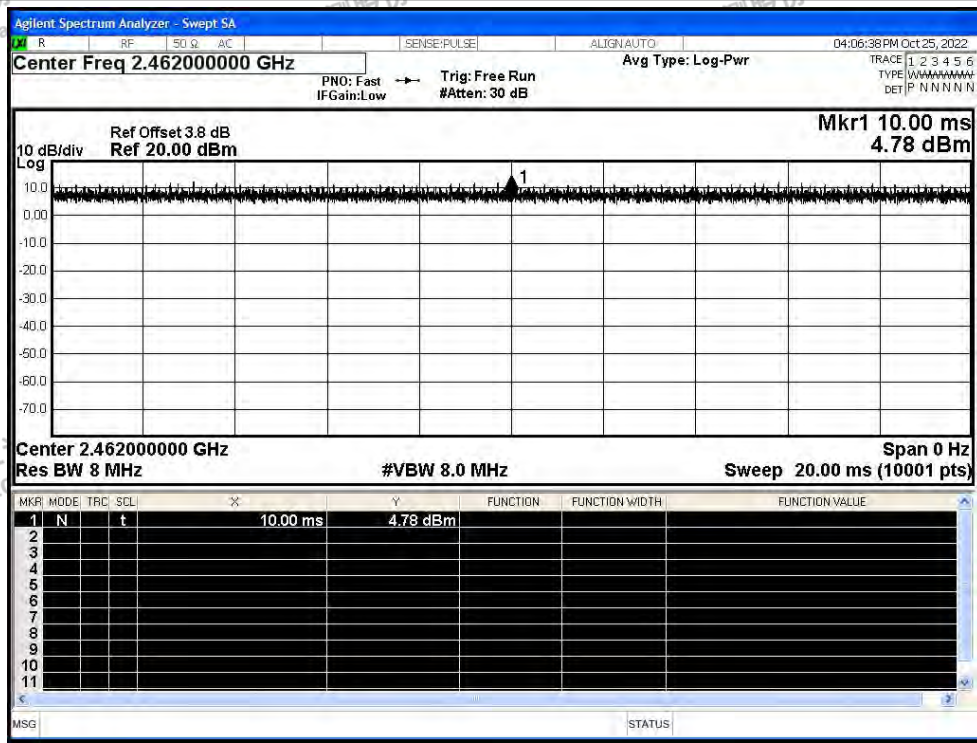 Agilent Spectrum Analyzer - Swept SA
R RF 50 Ω AC SENSE:PULSE ALIGNAUTO 04:06:38 PM Oct 25, 2022
Center Freq 2.462000000 GHz
PNO: Fast
IFGain:Low
Trig: Free Run
#Atten: 30 dB
Avg Type: Log-Pwr
TRACE 1 2 3 4 5 6
TYPE
DET P N N N N N
Mkr1 10.00 ms
4.78 dBm
Ref Offset 3.8 dB
10 dB/div Ref 20.00 dBm
Log
1
10.0
0.00
-10.0
-20.0
-30.0
-40.0
-50.0
-60.0
-70.0
Center 2.462000000 GHz Span 0 Hz
Res BW 8 MHz #VBW 8.0 MHz Sweep 20.00 ms (10001 pts)
MKR MODE TRC SCL X Y FUNCTION FUNCTION WIDTH FUNCTION VALUE
1 N t 10.00 ms 4.78 dBm
2
3
4
5
6
7
8
9
10
11
MSG STATUS